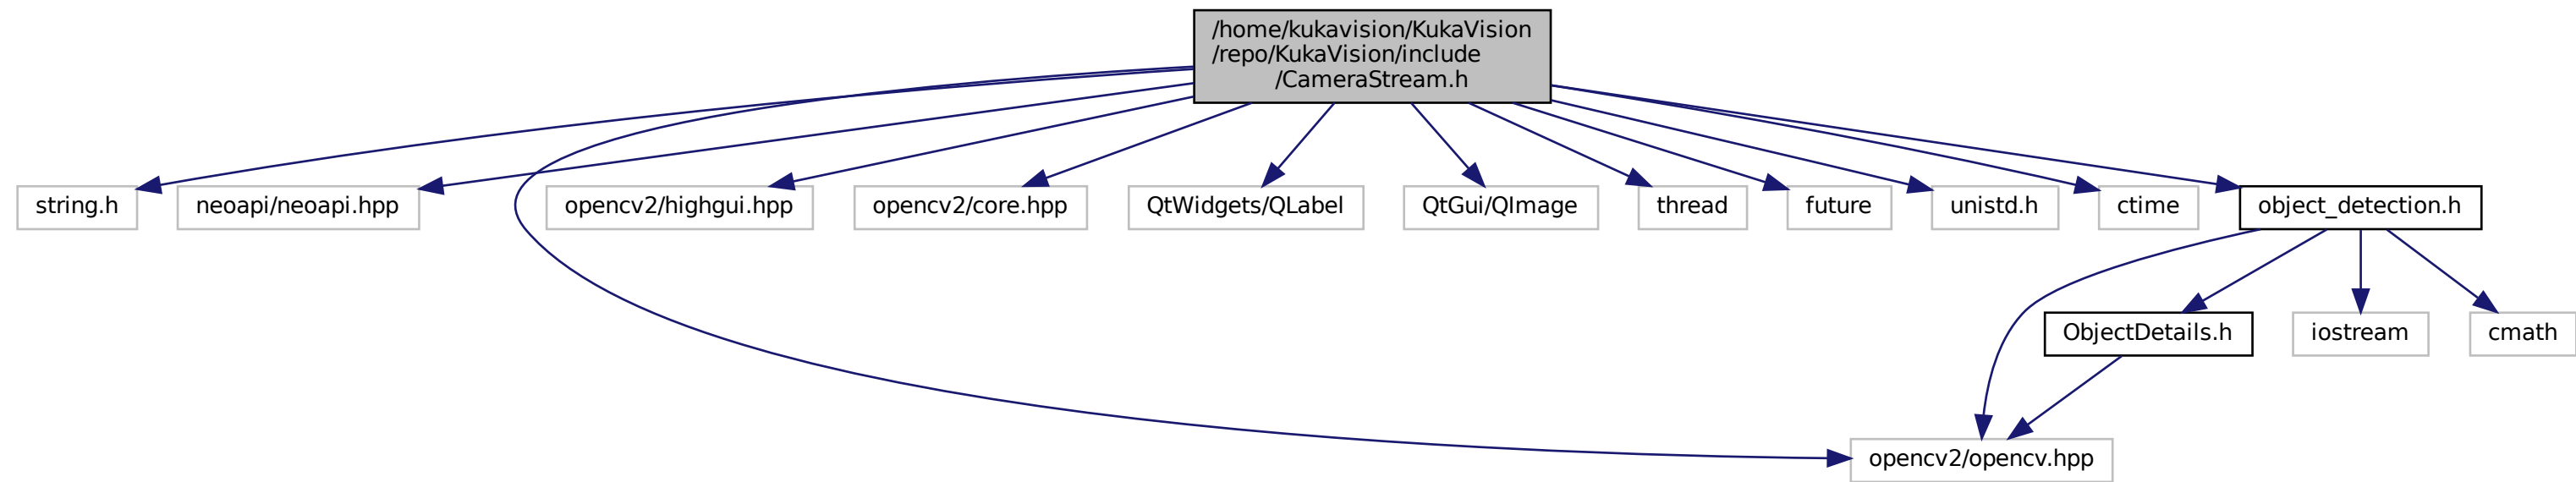 /home/kukavision/KukaVision
/repo/KukaVision/include
/CameraStream.h
string.h
neoapi/neoapi.hpp
opencv2/highgui.hpp
opencv2/core.hpp
QtWidgets/QLabel
QtGui/QImage
thread
future
unistd.h
ctime
object_detection.h
ObjectDetails.h
iostream
cmath
opencv2/opencv.hpp